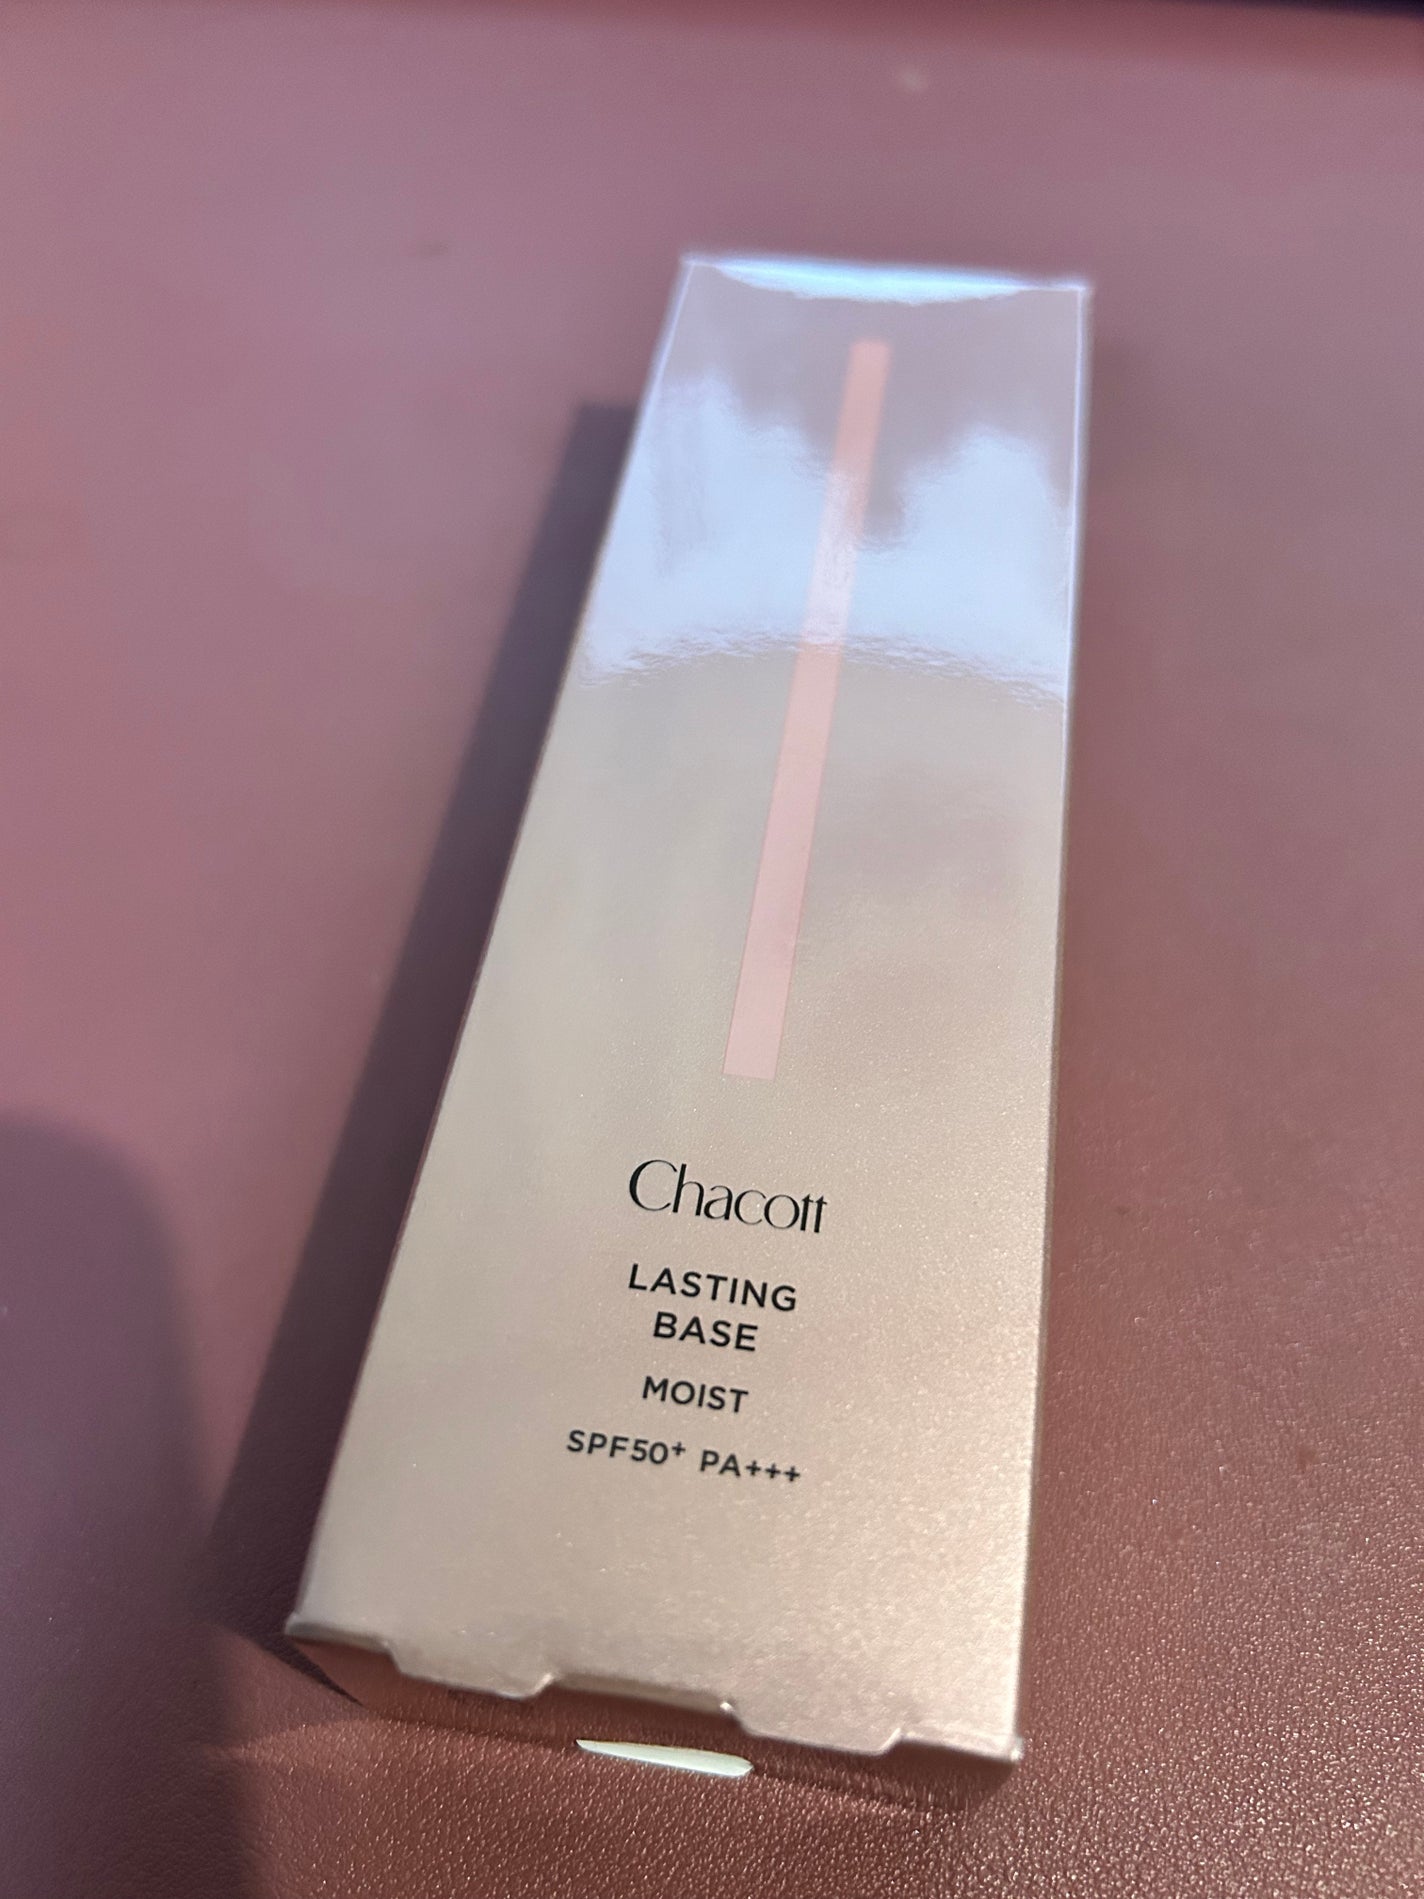 Chacott
LASTING
BASE
MOIST
SPF50+ PA+++